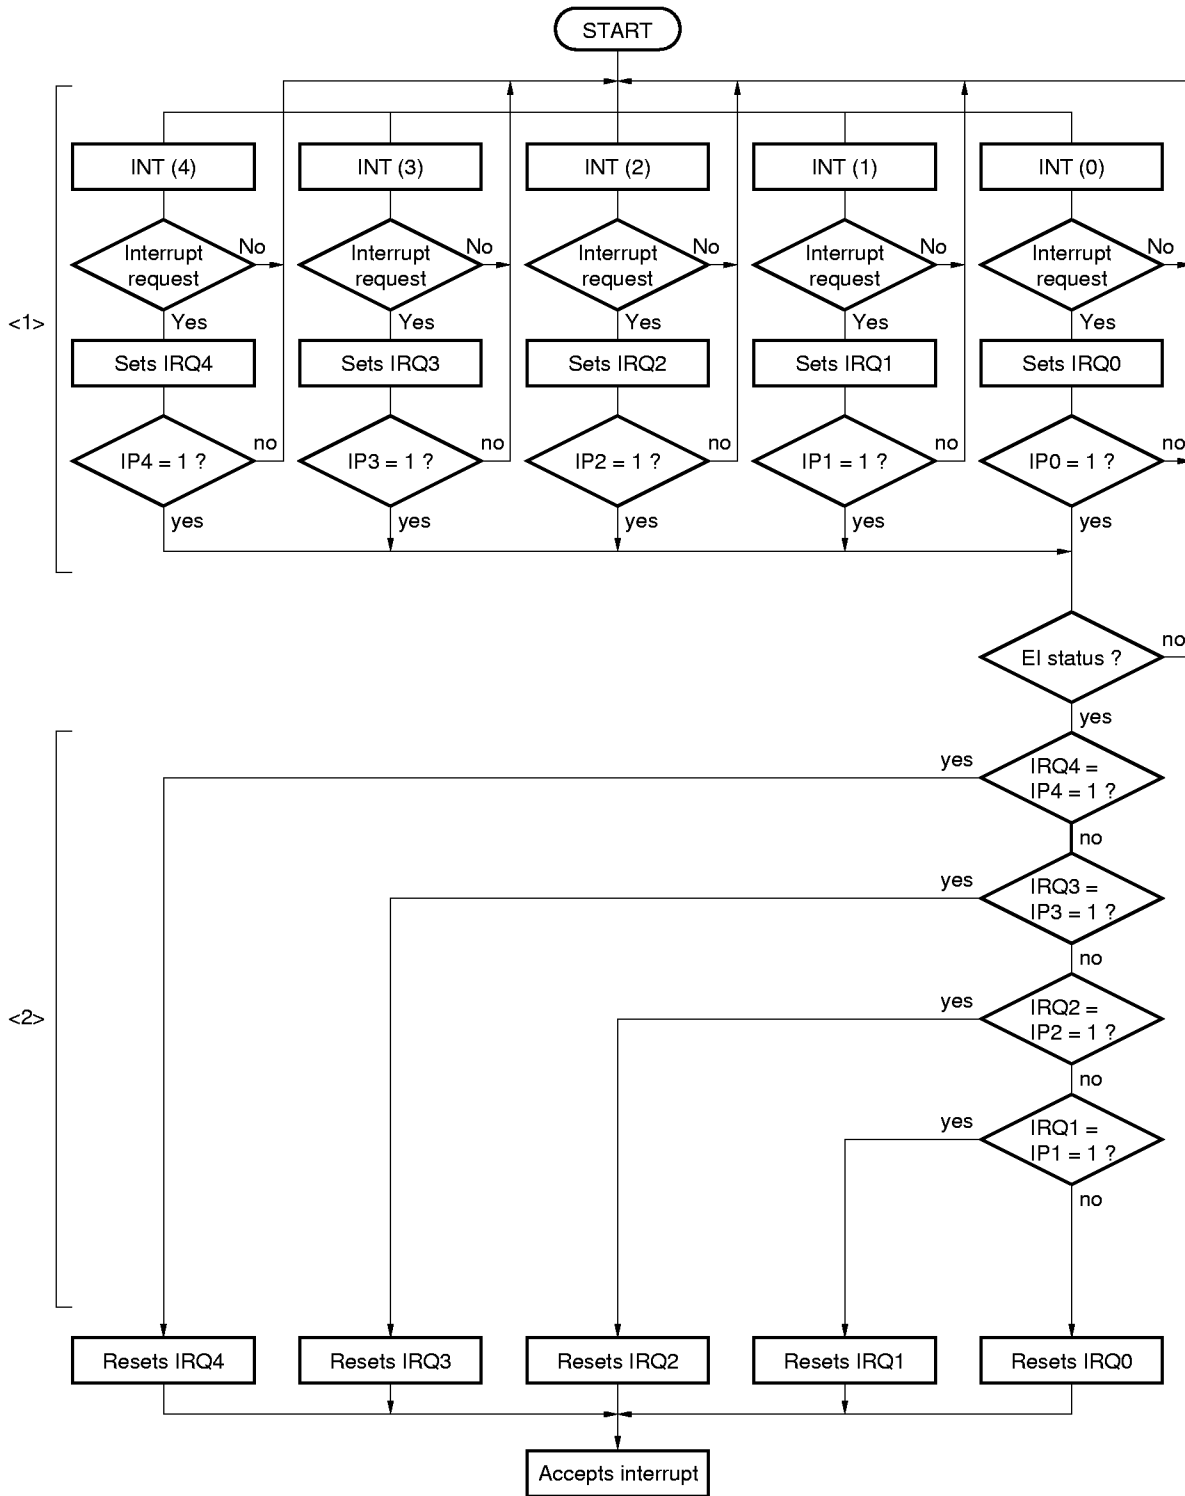 START
INT (4) INT (3) INT (2) INT (1) INT (0)
Interrupt request No Interrupt request No Interrupt request No Interrupt request No Interrupt request No
<1> Yes Yes Yes Yes Yes
Sets IRQ4 Sets IRQ3 Sets IRQ2 Sets IRQ1 Sets IRQ0
IP4 = 1 ? no IP3 = 1 ? no IP2 = 1 ? no IP1 = 1 ? no IP0 = 1 ? no
yes yes yes yes yes
EI status ? no
yes
yes IRQ4 =
IP4 = 1 ?
no
yes IRQ3 =
IP3 = 1 ?
no
<2> yes IRQ2 =
IP2 = 1 ?
no
yes IRQ1 =
IP1 = 1 ?
no
Resets IRQ4 Resets IRQ3 Resets IRQ2 Resets IRQ1 Resets IRQ0
Accepts interrupt